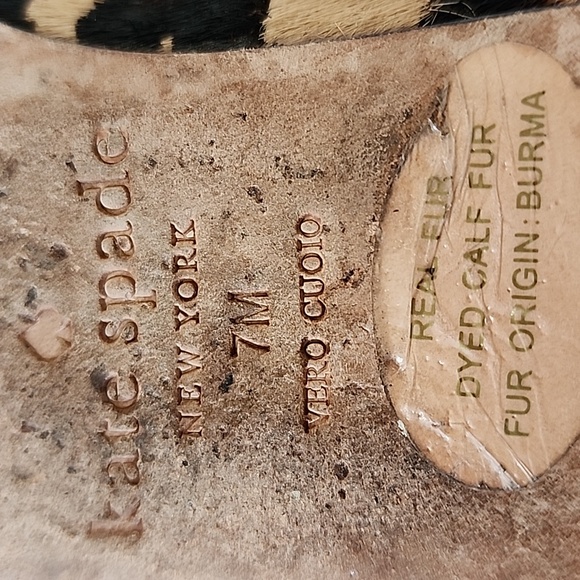 kate spade
NEW YORK
7M
VERO CUOIO
REAL FUR
DYED CALF FUR
FUR ORIGIN: BURMA